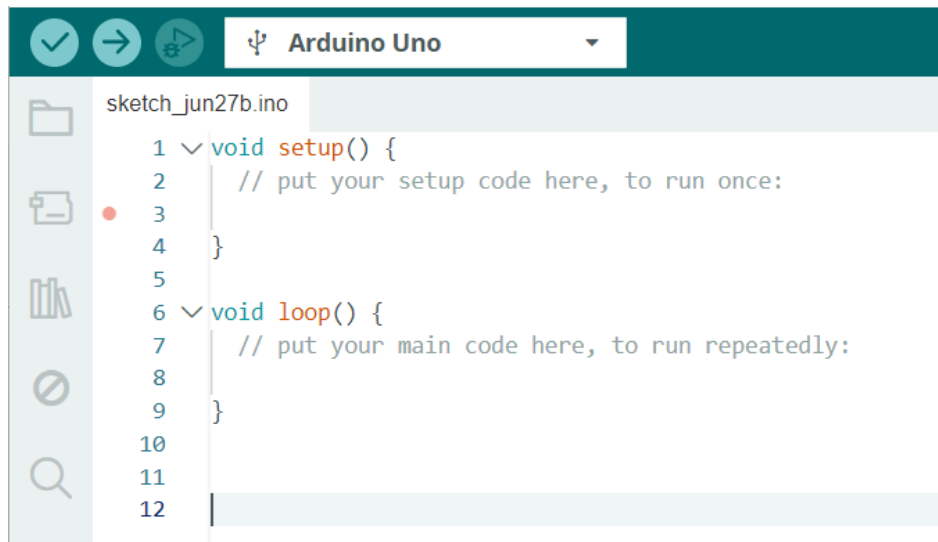 Arduino Uno
sketch_jun27b.ino
1 void setup() {
2 // put your setup code here, to run once:
3
4 }
5
6 void loop() {
7 // put your main code here, to run repeatedly:
8
9 }
10
11
12